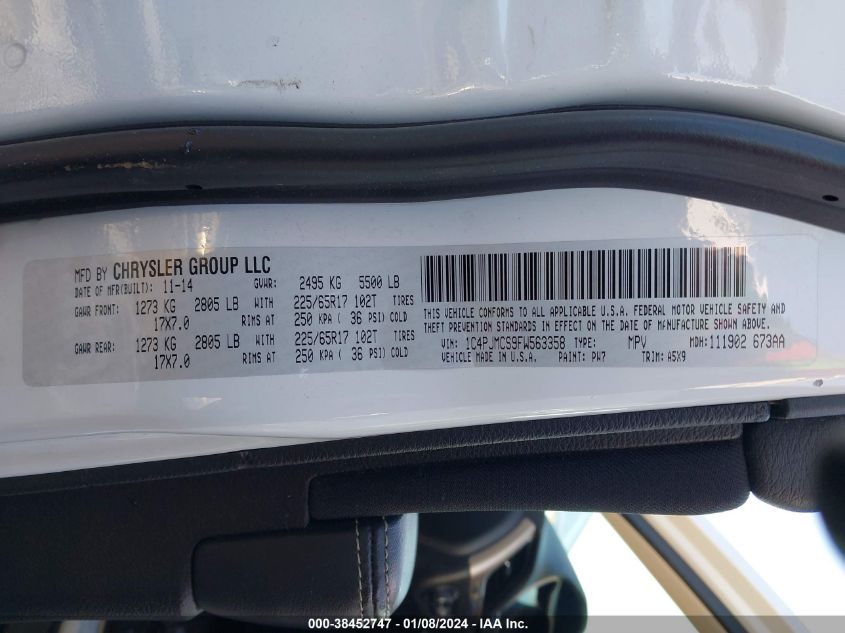 MFD BY CHRYSLER GROUP LLC
DATE OF MFR(BUILT): 11-14 GVWR: 2495 KG 5500 LB
GAWR FRONT: 1273 KG 2805 LB WITH 225/65R17 102T TIRES
17X7.0 RIMS AT 250 KPA ( 36 PSI) COLD
GAWR REAR: 1273 KG 2805 LB WITH 225/65R17 102T TIRES
17X7.0 RIMS AT 250 KPA ( 36 PSI) COLD
THIS VEHICLE CONFORMS TO ALL APPLICABLE U.S.A. FEDERAL MOTOR VEHICLE SAFETY AND
THEFT PREVENTION STANDARDS IN EFFECT ON THE DATE OF MANUFACTURE SHOWN ABOVE.
VIN: 1C4PJMCS9FW563358 TYPE: MPV MDH: 111902 673AA
VEHICLE MADE IN U.S.A. PAINT: PW7 TRIM: A5X9
000-38452747 - 01/08/2024 - IAA Inc.